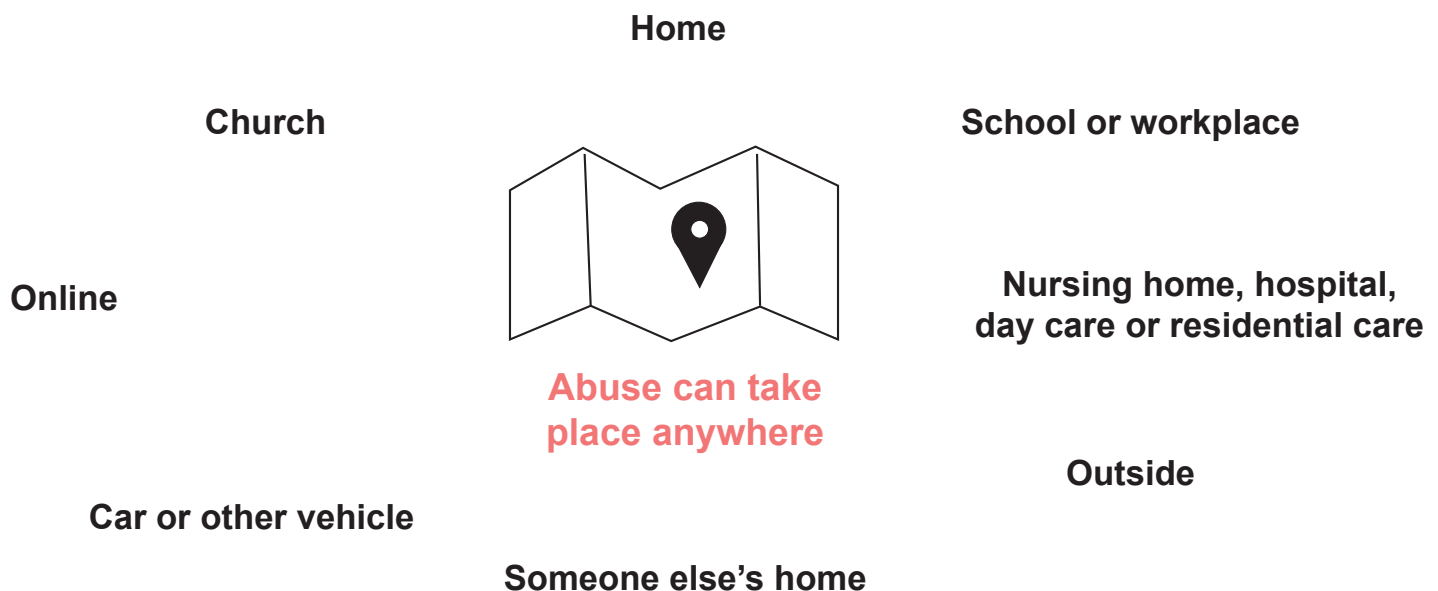 Home
Church
School or workplace
Online
Nursing home, hospital,
day care or residential care
Abuse can take
place anywhere
Outside
Car or other vehicle
Someone else’s home